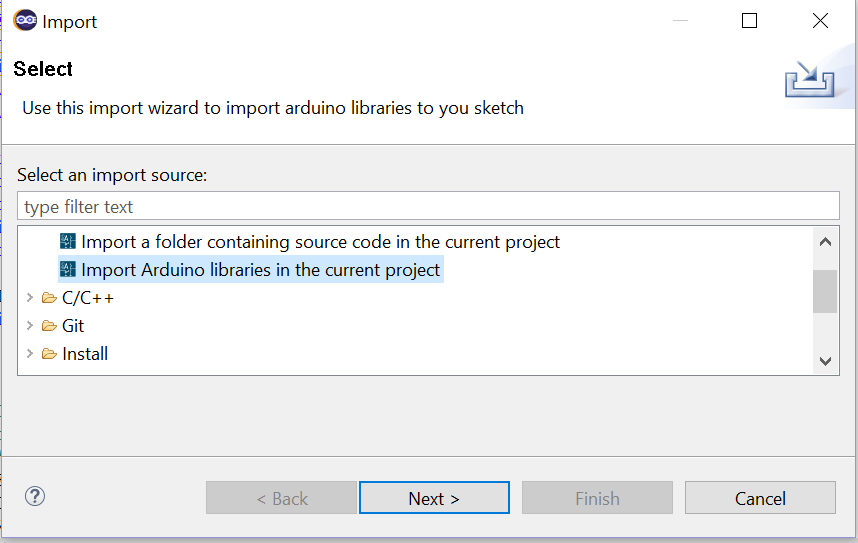 Import
Select
Use this import wizard to import arduino libraries to you sketch
Select an import source:
type filter text
Import a folder containing source code in the current project
Import Arduino libraries in the current project
C/C++
Git
Install
< Back
Next >
Finish
Cancel